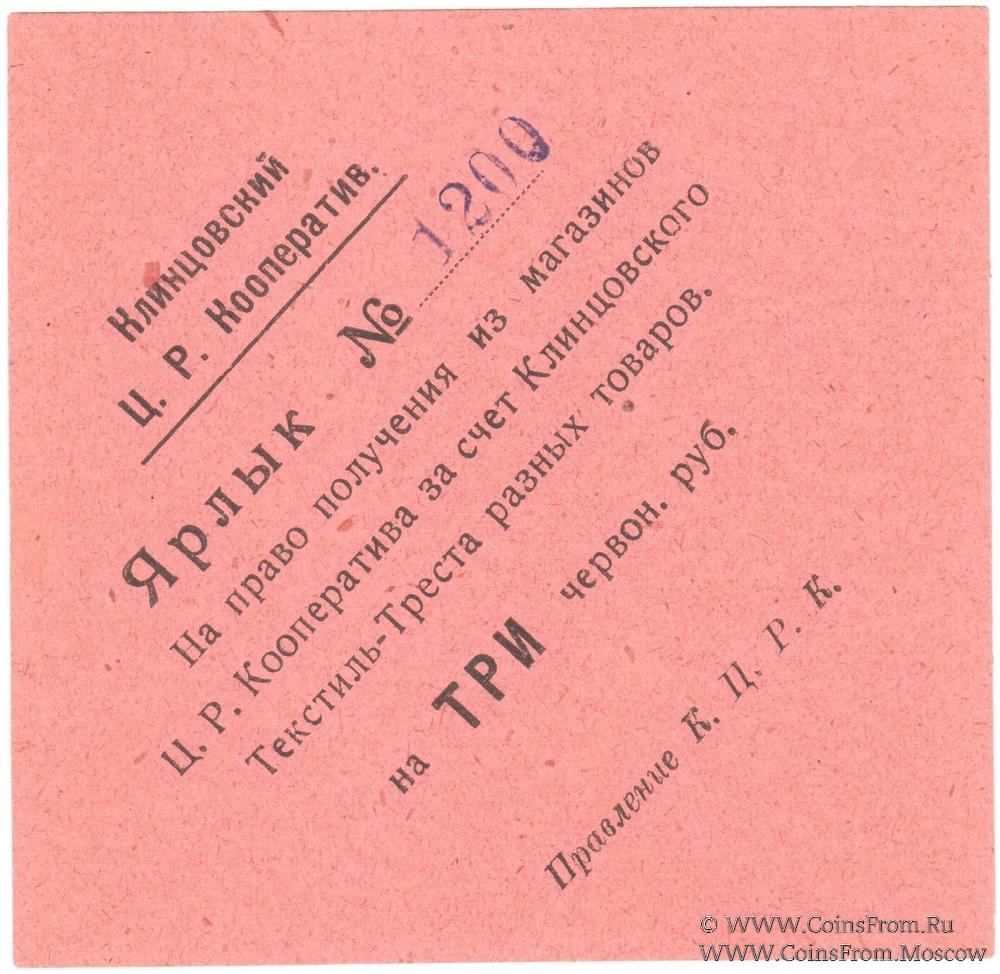 Клинцовский
Ц. Р. Кооператив.
Ярлык № 1200
На право получения из магазинов
Ц. Р. Кооператива за счет Клинцовского
Текстиль-Треста разных товаров.
на ТРИ червон. руб.
Правление К. Ц. Р. К.
© WWW.CoinsFrom.Ru
WWW.CoinsFrom.Moscow